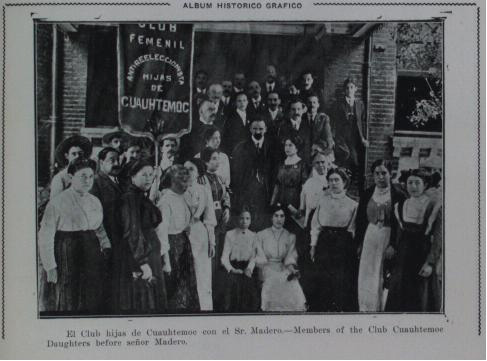 ALBUM HISTORICO GRAFICO
CLUB
FEMENIL
ANTIREELECCIONISTA
HIJAS
DE
CUAUHTEMOC
El Club hijas de Cuauhtemoc con el Sr. Madero.—Members of the Club Cuauhtemoc
Daughters before señor Madero.